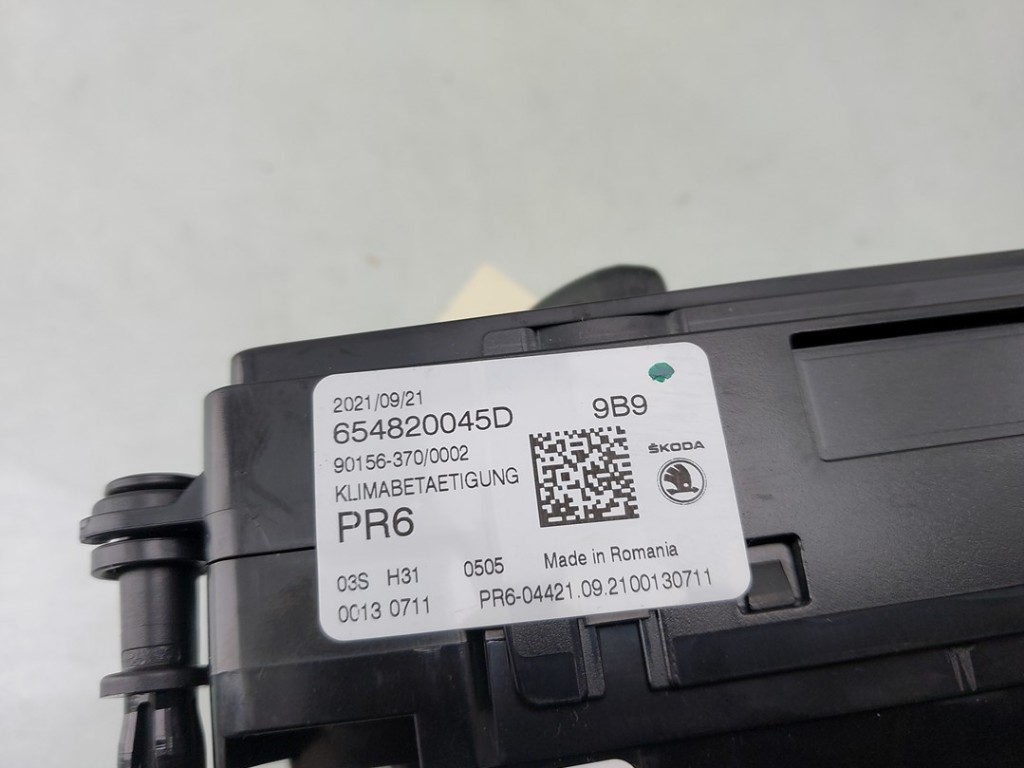 2021/09/21
654820045D 9B9
90156-370/0002
KLIMABETAETIGUNG
ŠKODA
PR6
03S H31 0505 Made in Romania
0013 0711 PR6-04421.09.2100130711